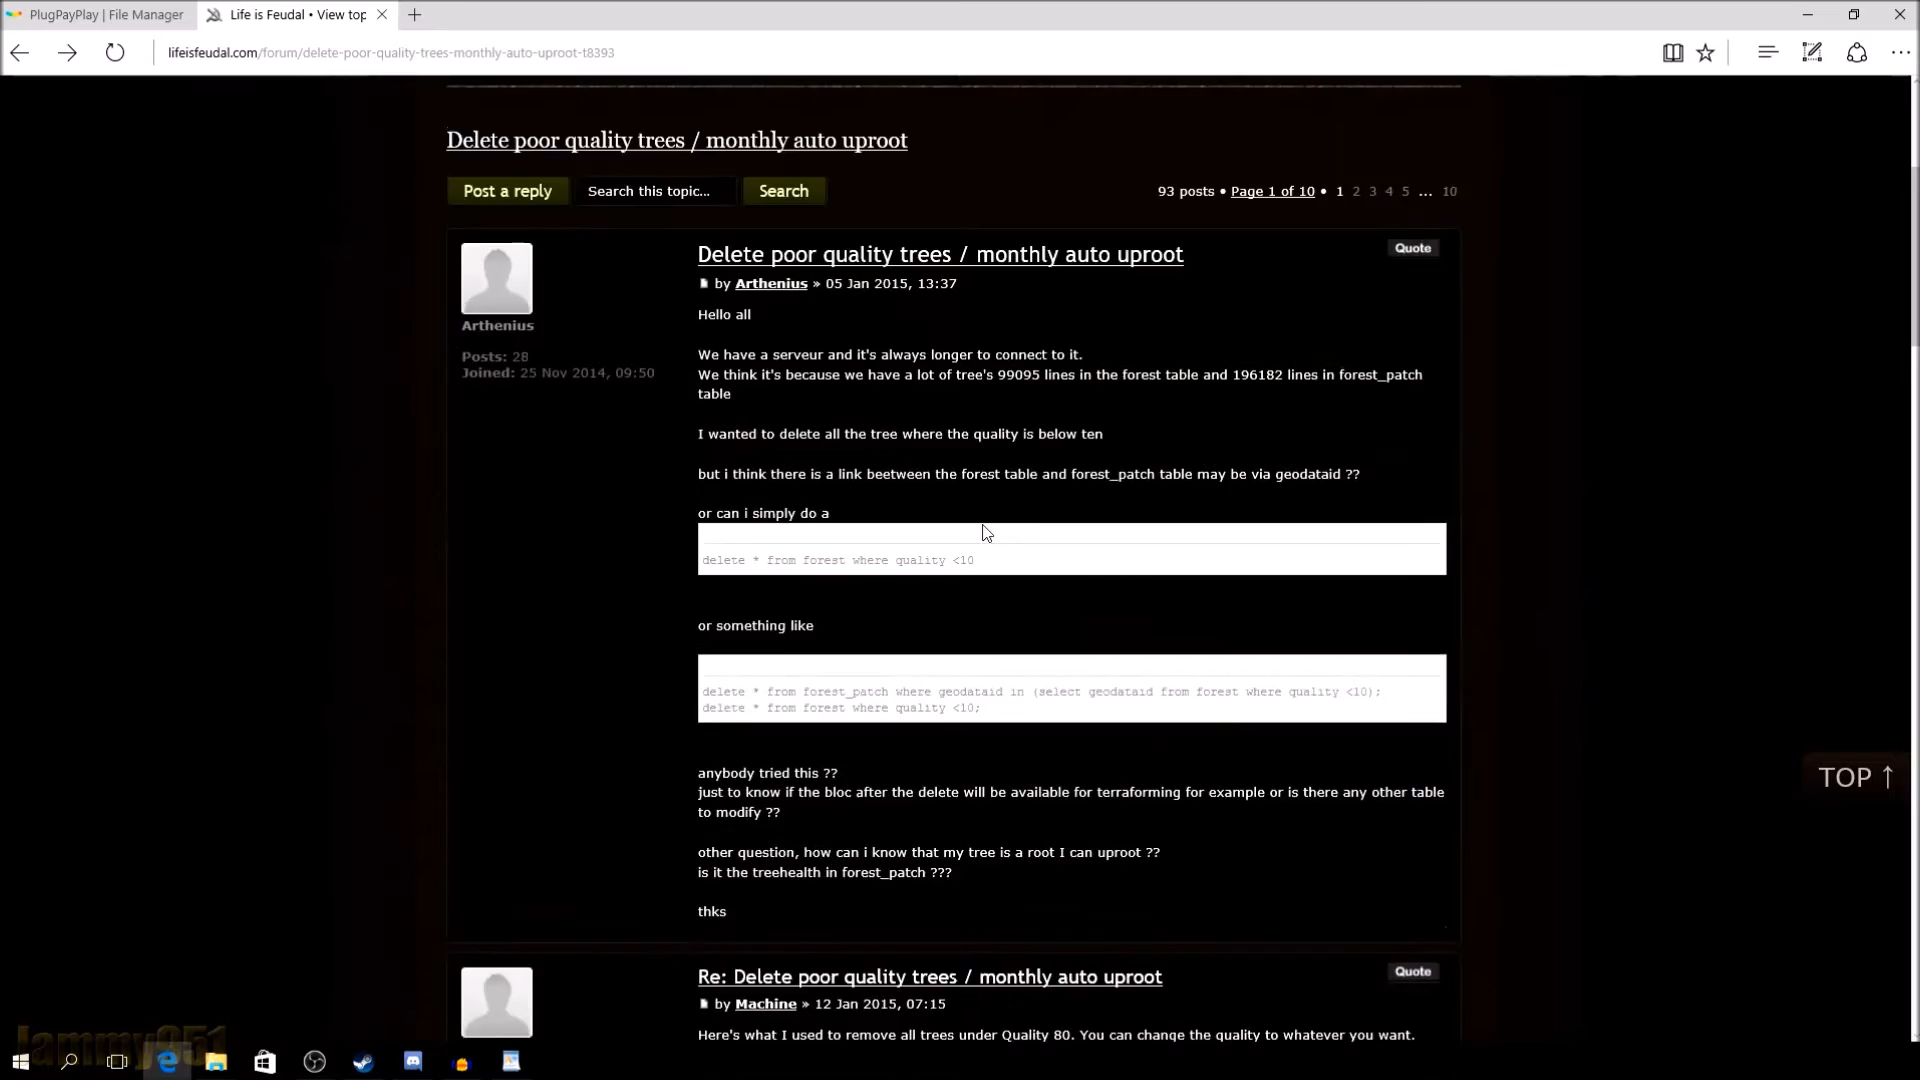 PlugPayPlay | File Manager
Life is Feudal • View top
lifeisfeudal.com/forum/delete-poor-quality-trees-monthly-auto-uproot-t8393
Delete poor quality trees / monthly auto uproot
Post a reply
Search this topic...
Search
93 posts • Page 1 of 10 • 1 2 3 4 5 ... 10
Delete poor quality trees / monthly auto uproot
Quote
by Arthenius » 05 Jan 2015, 13:37
Arthenius
Posts: 28
Joined: 25 Nov 2014, 09:50
Hello all
We have a serveur and it's always longer to connect to it.
We think it's because we have a lot of tree's 99095 lines in the forest table and 196182 lines in forest_patch
table
I wanted to delete all the tree where the quality is below ten
but i think there is a link beetween the forest table and forest_patch table may be via geodataid ??
or can i simply do a
delete * from forest where quality <10
or something like
delete * from forest_patch where geodataid in (select geodataid from forest where quality <10);
delete * from forest where quality <10;
anybody tried this ??
just to know if the bloc after the delete will be available for terraforming for example or is there any other table
to modify ??
other question, how can i know that my tree is a root I can uproot ??
is it the treehealth in forest_patch ???
thks
TOP ↑
Re: Delete poor quality trees / monthly auto uproot
Quote
by Machine » 12 Jan 2015, 07:15
Here's what I used to remove all trees under Quality 80. You can change the quality to whatever you want.